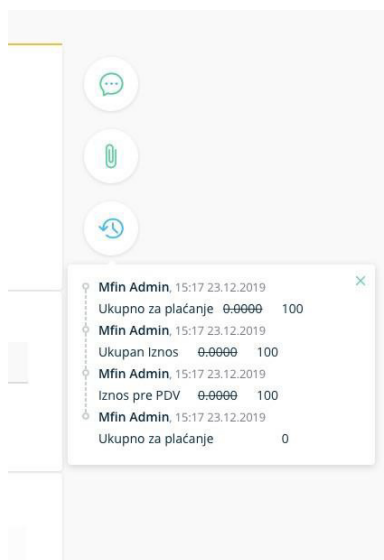 Mfin Admin, 15:17 23.12.2019
Ukupno za plaćanje 0.0000 100
Mfin Admin, 15:17 23.12.2019
Ukupan Iznos 0.0000 100
Mfin Admin, 15:17 23.12.2019
Iznos pre PDV 0.0000 100
Mfin Admin, 15:17 23.12.2019
Ukupno za plaćanje 0